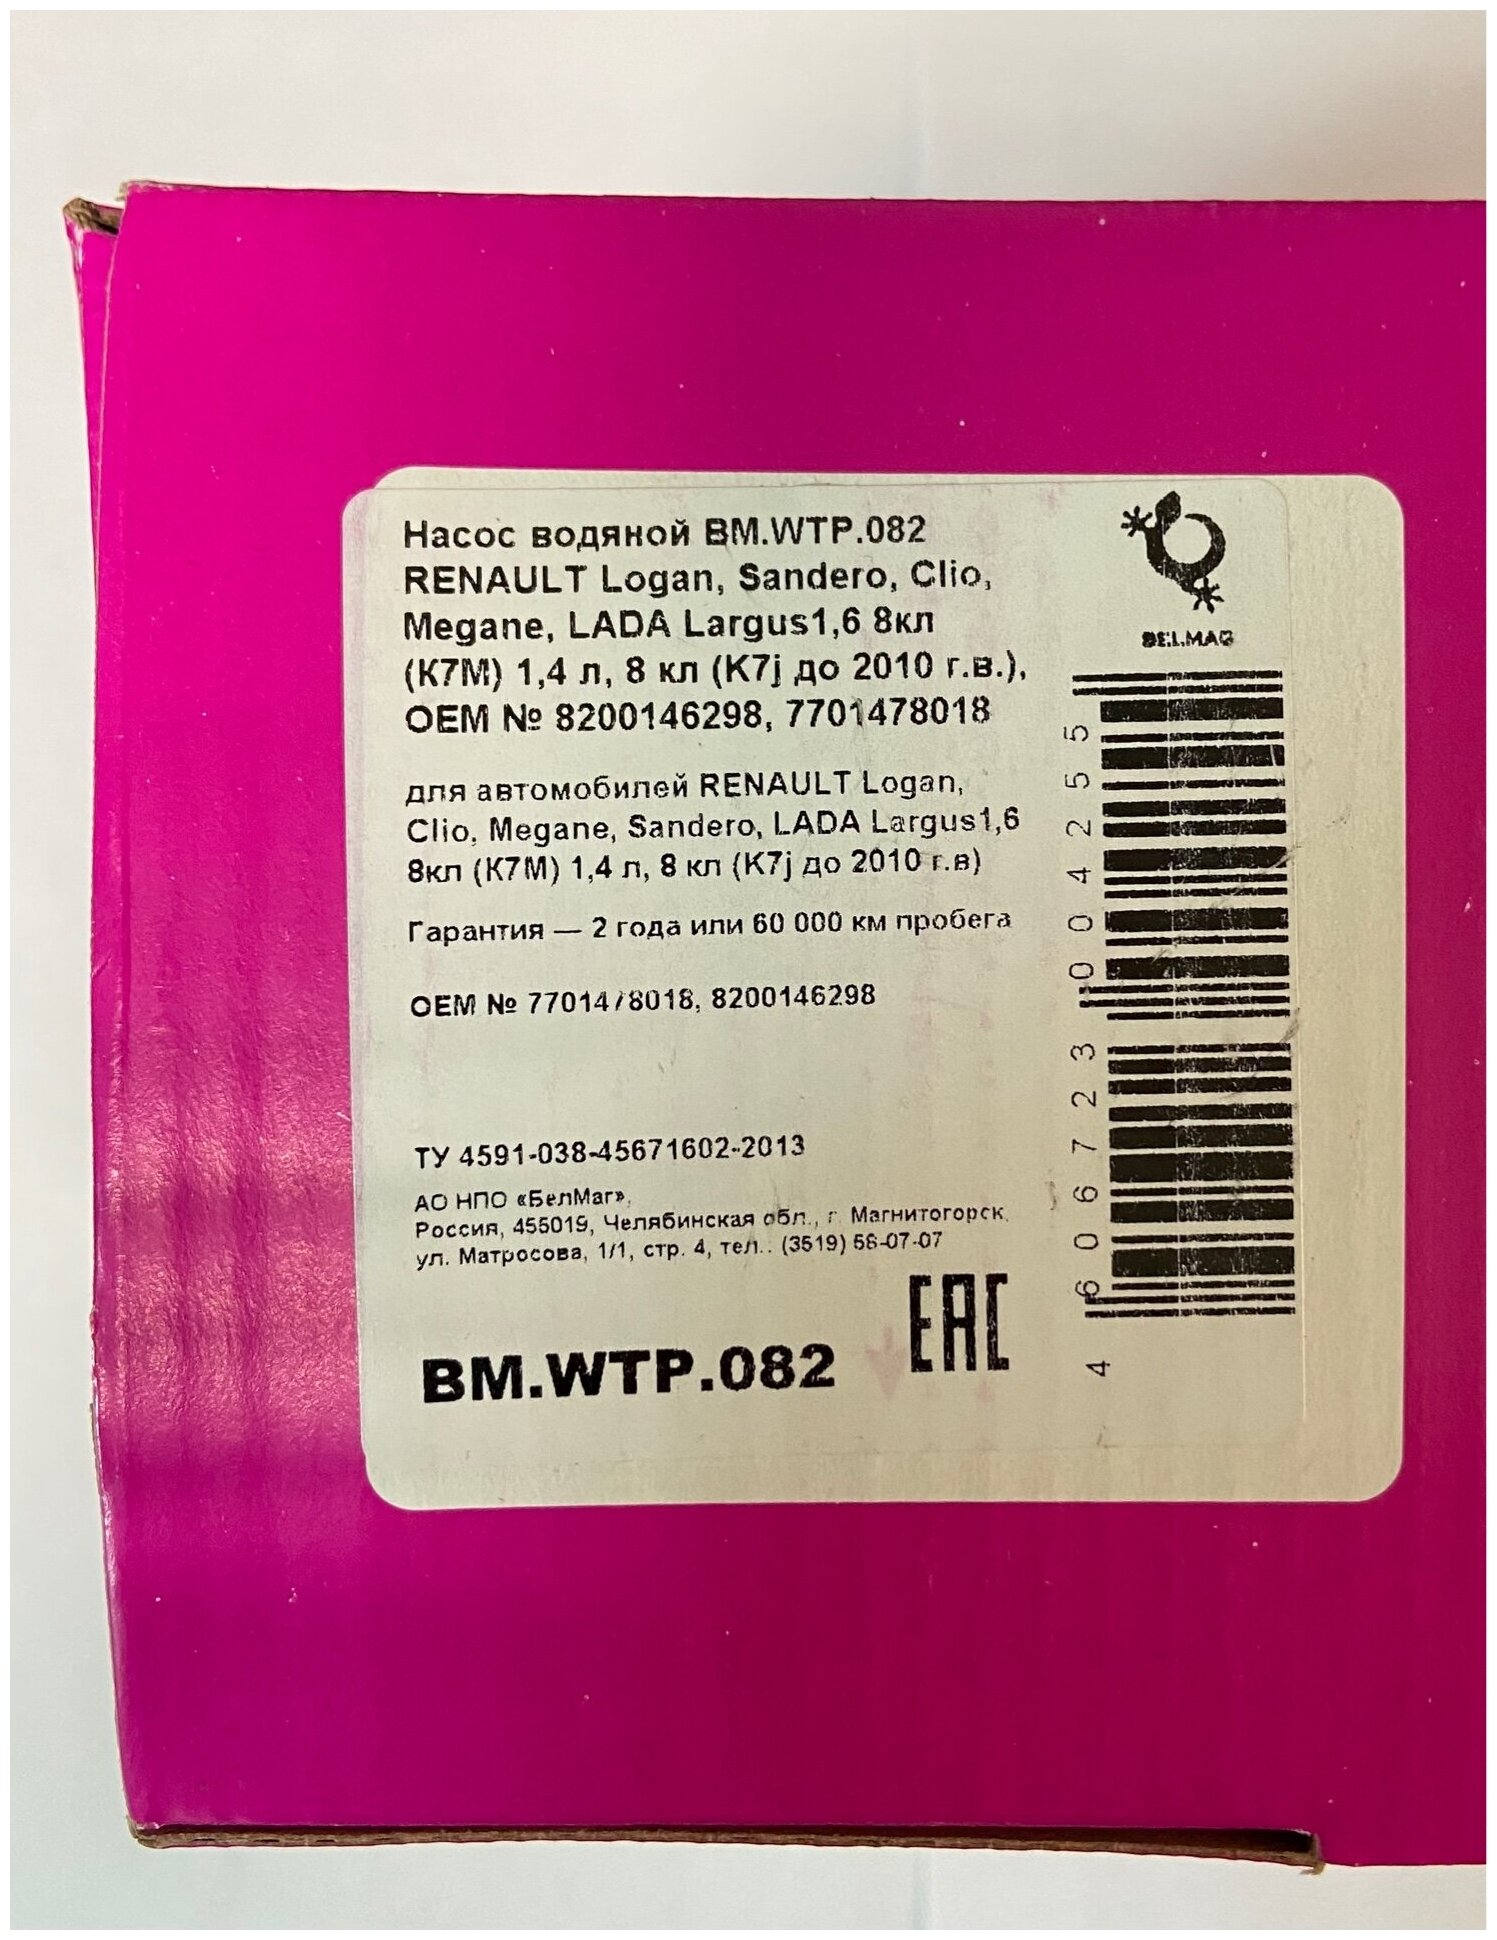 Насос водяной BM.WTP.082
RENAULT Logan, Sandero, Clio,
Megane, LADA Largus1,6 8кл
(К7М) 1,4 л, 8 кл (K7j до 2010 г.в.),
OEM № 8200146298, 7701478018
для автомобилей RENAULT Logan,
Clio, Megane, Sandero, LADA Largus1,6
8кл (К7М) 1,4 л, 8 кл (K7j до 2010 г.в)
Гарантия — 2 года или 60 000 км пробега
OEM № 7701478018, 8200146298
ТУ 4591-038-45671602-2013
АО НПО «БелМаг»,
Россия, 455019, Челябинская обл., г. Магнитогорск,
ул. Матросова, 1/1, стр. 4, тел.: (3519) 58-07-07
EAC
BM.WTP.082
BELMAG
4 606723 004255